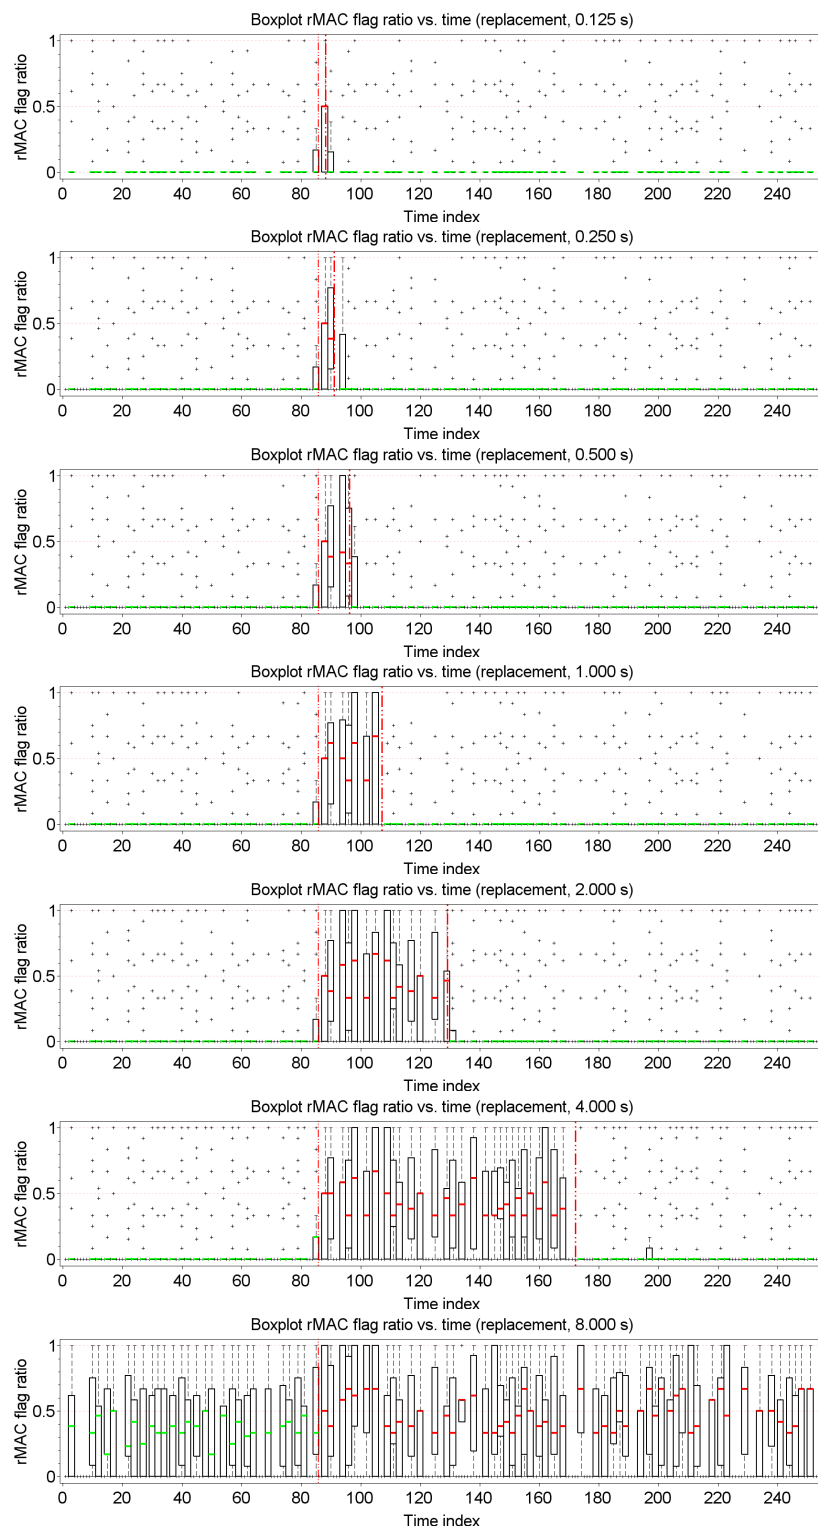 Boxplot rMAC flag ratio vs. time (replacement, 0.125 s)
1
0.5
0
rMAC flag ratio
0 20 40 60 80 100 120 140 160 180 200 220 240
Time index
Boxplot rMAC flag ratio vs. time (replacement, 0.250 s)
1
0.5
0
rMAC flag ratio
0 20 40 60 80 100 120 140 160 180 200 220 240
Time index
Boxplot rMAC flag ratio vs. time (replacement, 0.500 s)
1
0.5
0
rMAC flag ratio
0 20 40 60 80 100 120 140 160 180 200 220 240
Time index
Boxplot rMAC flag ratio vs. time (replacement, 1.000 s)
1
0.5
0
rMAC flag ratio
0 20 40 60 80 100 120 140 160 180 200 220 240
Time index
Boxplot rMAC flag ratio vs. time (replacement, 2.000 s)
1
0.5
0
rMAC flag ratio
0 20 40 60 80 100 120 140 160 180 200 220 240
Time index
Boxplot rMAC flag ratio vs. time (replacement, 4.000 s)
1
0.5
0
rMAC flag ratio
0 20 40 60 80 100 120 140 160 180 200 220 240
Time index
Boxplot rMAC flag ratio vs. time (replacement, 8.000 s)
1
0.5
0
rMAC flag ratio
0 20 40 60 80 100 120 140 160 180 200 220 240
Time index